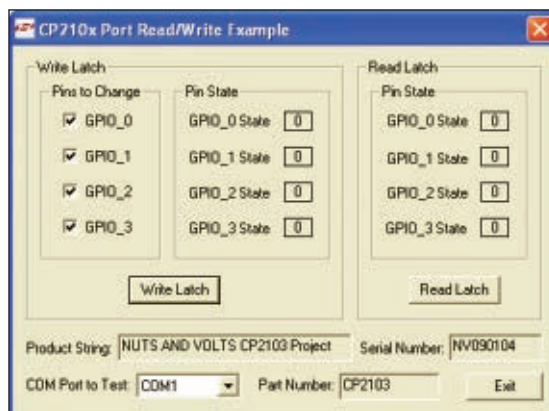 CP210x Port Read/Write Example
Write Latch
Pins to Change
GPIO_0
GPIO_1
GPIO_2
GPIO_3
Pin State
GPIO_0 State 0
GPIO_1 State 0
GPIO_2 State 0
GPIO_3 State 0
Write Latch
Read Latch
Pin State
GPIO_0 State 0
GPIO_1 State 0
GPIO_2 State 0
GPIO_3 State 0
Read Latch
Product String: NUTS AND VOLTS CP2103 Project Serial Number: NV090104
COM Port to Test: COM1 Part Number: CP2103 Exit